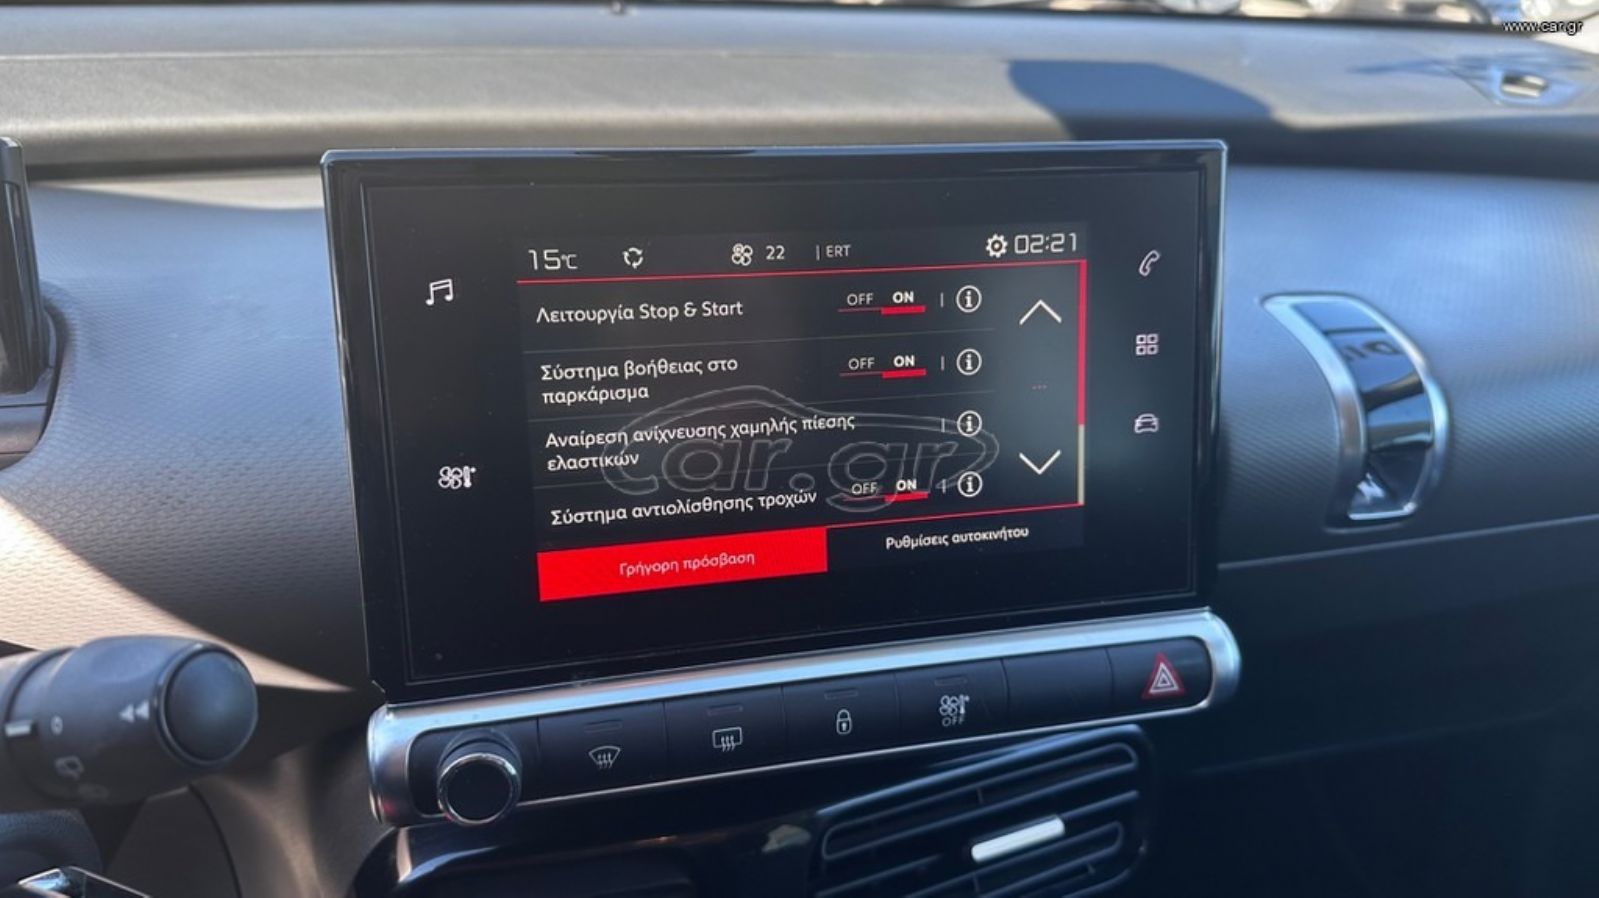 www.car.gr
15°C 22 | ERT 02:21
Λειτουργία Stop & Start OFF ON | i
Σύστημα βοήθειας στο OFF ON | i
παρκάρισμα
Αναίρεση ανίχνευσης χαμηλής πίεσης | i
ελαστικών
car.gr
Σύστημα αντιολίσθησης τροχών OFF ON | i
Γρήγορη πρόσβαση Ρυθμίσεις αυτοκινήτου
OFF